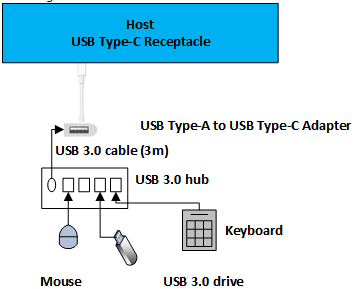 Host
USB Type-C Receptacle
USB Type-A to USB Type-C Adapter
USB 3.0 cable (3m)
USB 3.0 hub
Keyboard
Mouse
USB 3.0 drive